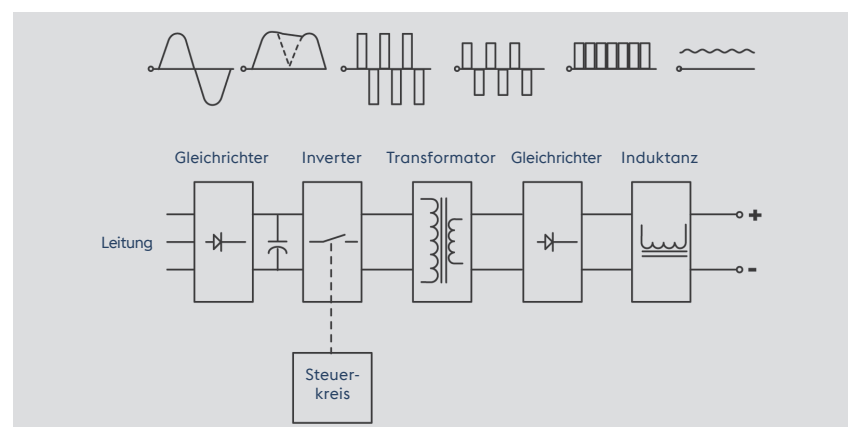 Gleichrichter Inverter Transformator Gleichrichter Induktanz
Leitung
+
-
Steuer-
kreis